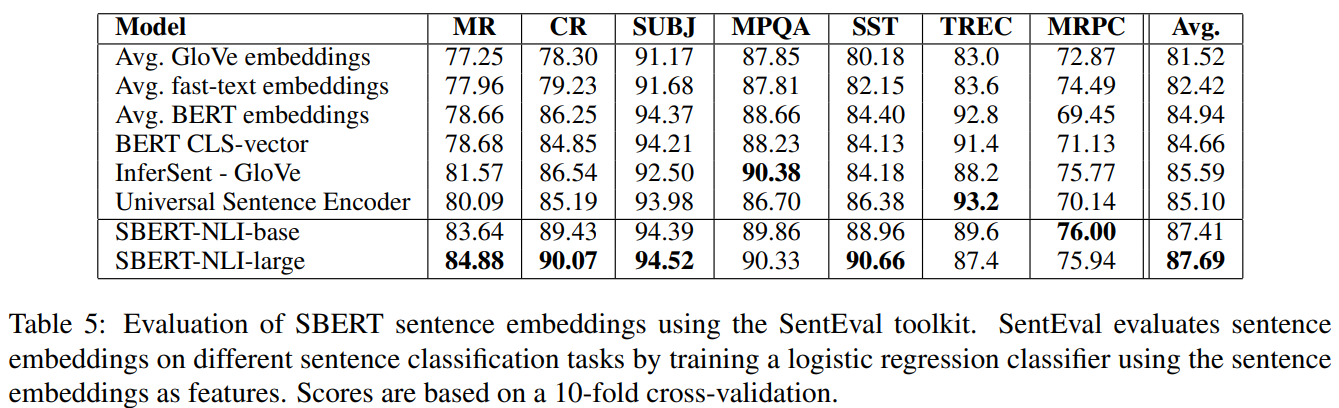 Model MR CR SUBJ MPQA SST TREC MRPC Avg.
Avg. GloVe embeddings 77.25 78.30 91.17 87.85 80.18 83.0 72.87 81.52
Avg. fast-text embeddings 77.96 79.23 91.68 87.81 82.15 83.6 74.49 82.42
Avg. BERT embeddings 78.66 86.25 94.37 88.66 84.40 92.8 69.45 84.94
BERT CLS-vector 78.68 84.85 94.21 88.23 84.13 91.4 71.13 84.66
InferSent - GloVe 81.57 86.54 92.50 90.38 84.18 88.2 75.77 85.59
Universal Sentence Encoder 80.09 85.19 93.98 86.70 86.38 93.2 70.14 85.10
SBERT-NLI-base 83.64 89.43 94.39 89.86 88.96 89.6 76.00 87.41
SBERT-NLI-large 84.88 90.07 94.52 90.33 90.66 87.4 75.94 87.69
Table 5: Evaluation of SBERT sentence embeddings using the SentEval toolkit. SentEval evaluates sentence
embeddings on different sentence classification tasks by training a logistic regression classifier using the sentence
embeddings as features. Scores are based on a 10-fold cross-validation.